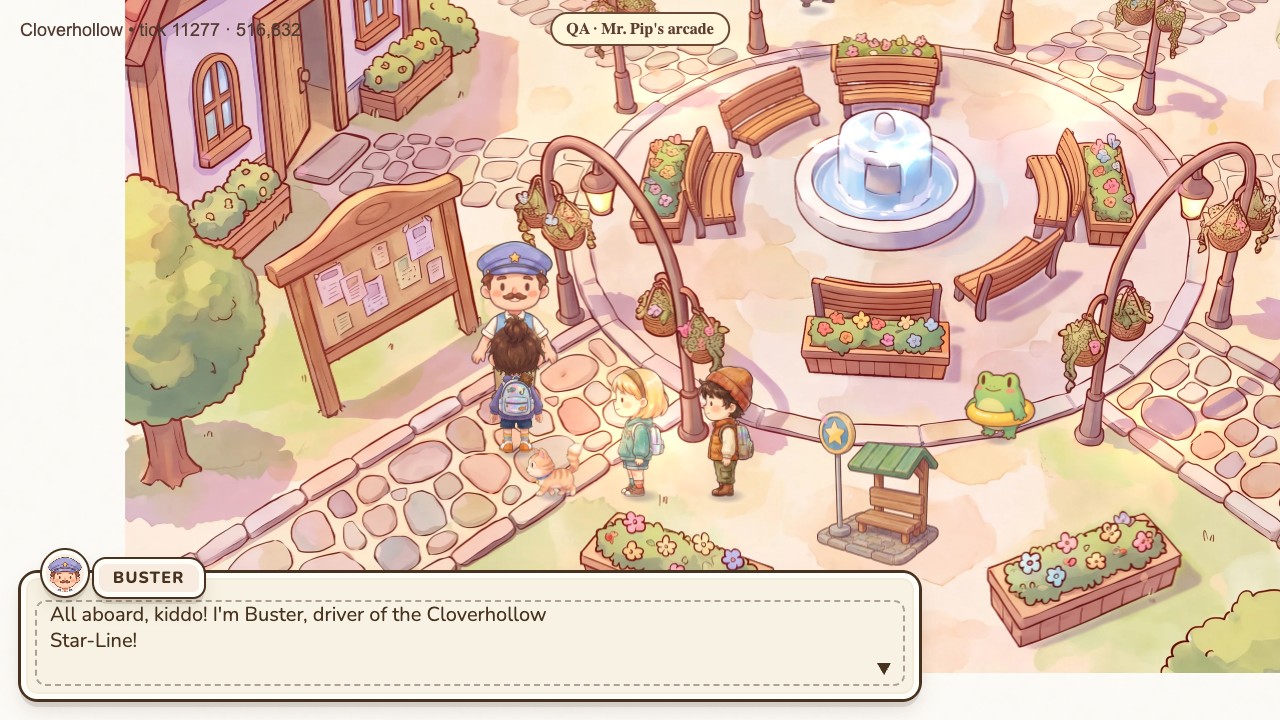 Cloverhollow • tick 11277 · 516,832
QA · Mr. Pip's arcade
BUSTER
All aboard, kiddo! I'm Buster, driver of the Cloverhollow
Star-Line!